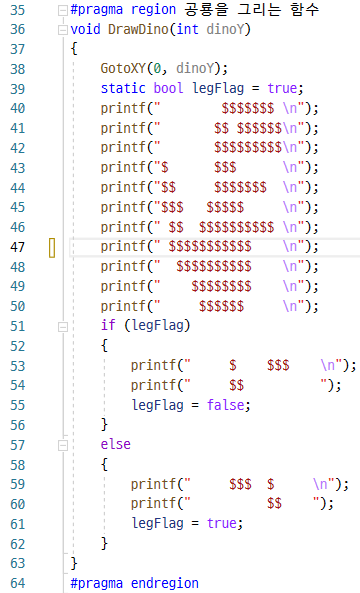 35 #pragma region 공룡을 그리는 함수
36 void DrawDino(int dinoY)
37 {
38     GotoXY(0, dinoY);
39     static bool legFlag = true;
40     printf("        $$$$$$$ \n");
41     printf("       $$ $$$$$$\n");
42     printf("       $$$$$$$$$\n");
43     printf("$      $$$      \n");
44     printf("$$     $$$$$$$  \n");
45     printf("$$$   $$$$$     \n");
46     printf(" $$  $$$$$$$$$$ \n");
47     printf(" $$$$$$$$$$$    \n");
48     printf("  $$$$$$$$$$    \n");
49     printf("    $$$$$$$$    \n");
50     printf("     $$$$$$     \n");
51     if (legFlag)
52     {
53         printf("     $    $$$    \n");
54         printf("     $$          ");
55         legFlag = false;
56     }
57     else
58     {
59         printf("     $$$  $     \n");
60         printf("          $$    ");
61         legFlag = true;
62     }
63 }
64 #pragma endregion